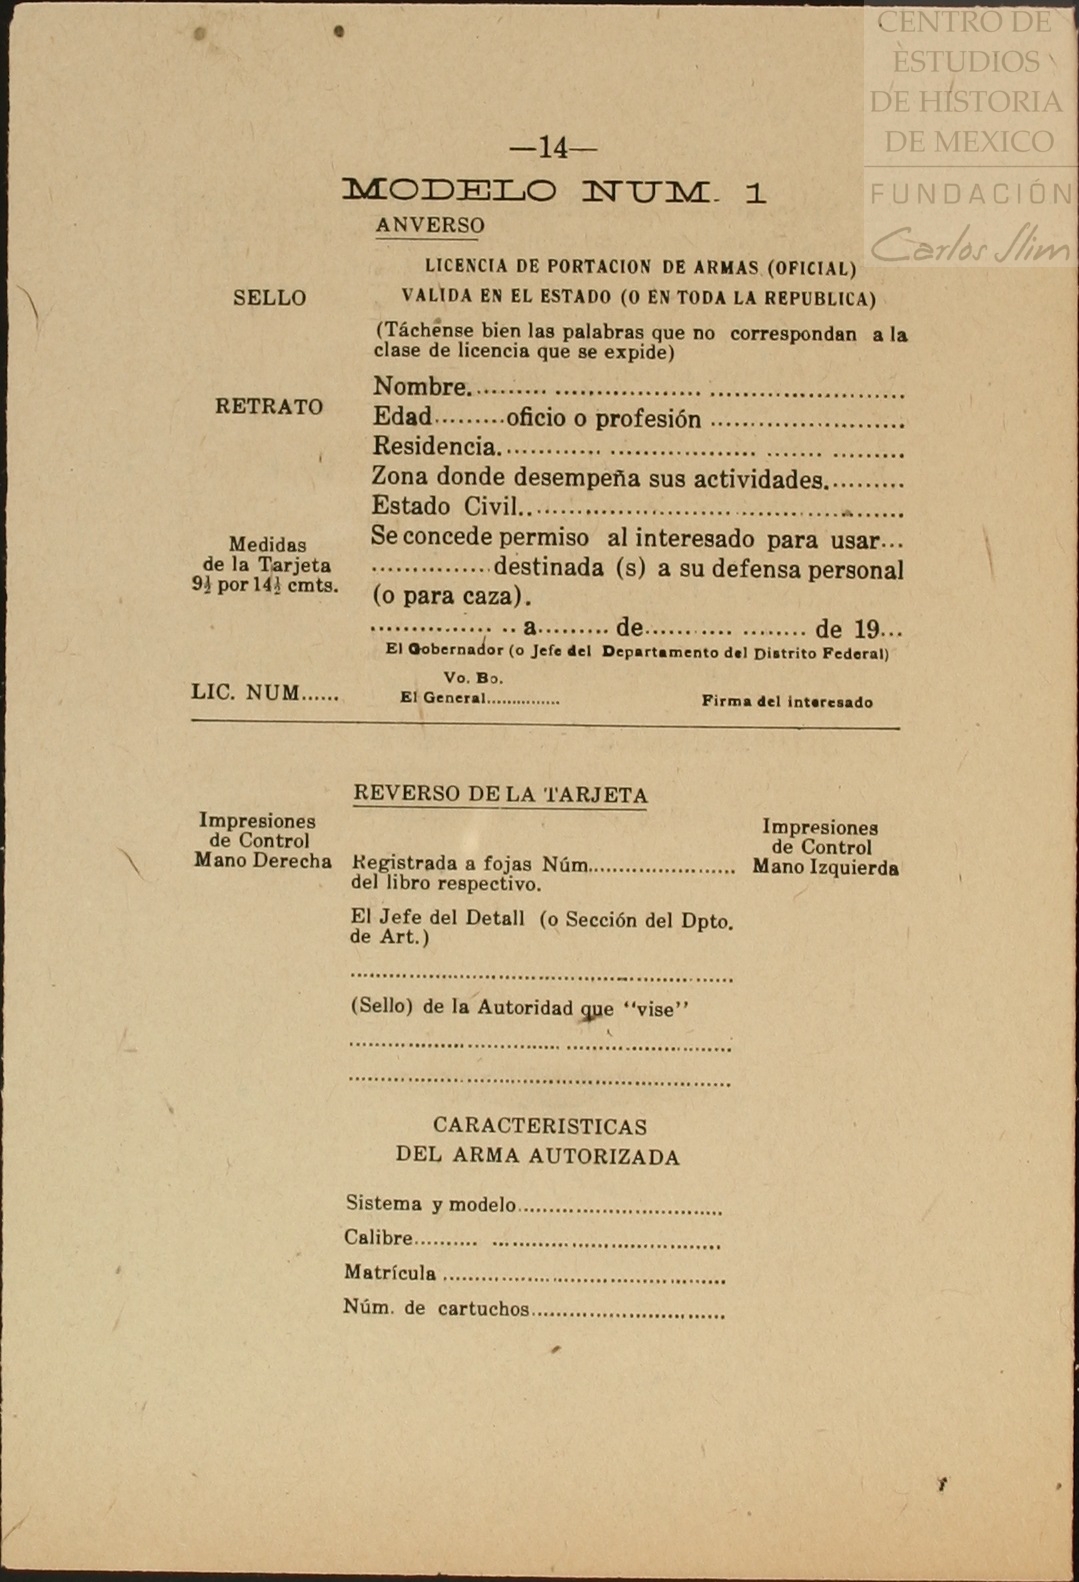 CENTRO DE
ESTUDIOS
DE HISTORIA
DE MEXICO
FUNDACIÓN
Carlos Slim
—14—
MODELO NUM. 1
ANVERSO
LICENCIA DE PORTACION DE ARMAS (OFICIAL)
SELLO
VALIDA EN EL ESTADO (O EN TODA LA REPUBLICA)
(Táchense bien las palabras que no correspondan a la
clase de licencia que se expide)
RETRATO
Nombre......................................................
Edad.........oficio o profesión ........................
Residencia..................................................
Zona donde desempeña sus actividades..........
Estado Civil................................................
Medidas
de la Tarjeta
9½ por 14½ cmts.
Se concede permiso al interesado para usar...
...............destinada (s) a su defensa personal
(o para caza).
.................. a......... de.................... de 19...
El Gobernador (o Jefe del Departamento del Distrito Federal)
Vo. Bo.
LIC. NUM......
El General............... Firma del interesado
REVERSO DE LA TARJETA
Impresiones
de Control
Mano Derecha
Registrada a fojas Núm.......................
del libro respectivo.
Impresiones
de Control
Mano Izquierda
El Jefe del Detall (o Sección del Dpto.
de Art.)
............................................................
(Sello) de la Autoridad que "vise"
............................................................
............................................................
CARACTERISTICAS
DEL ARMA AUTORIZADA
Sistema y modelo................................
Calibre................................................
Matrícula ............................................
Núm. de cartuchos..............................